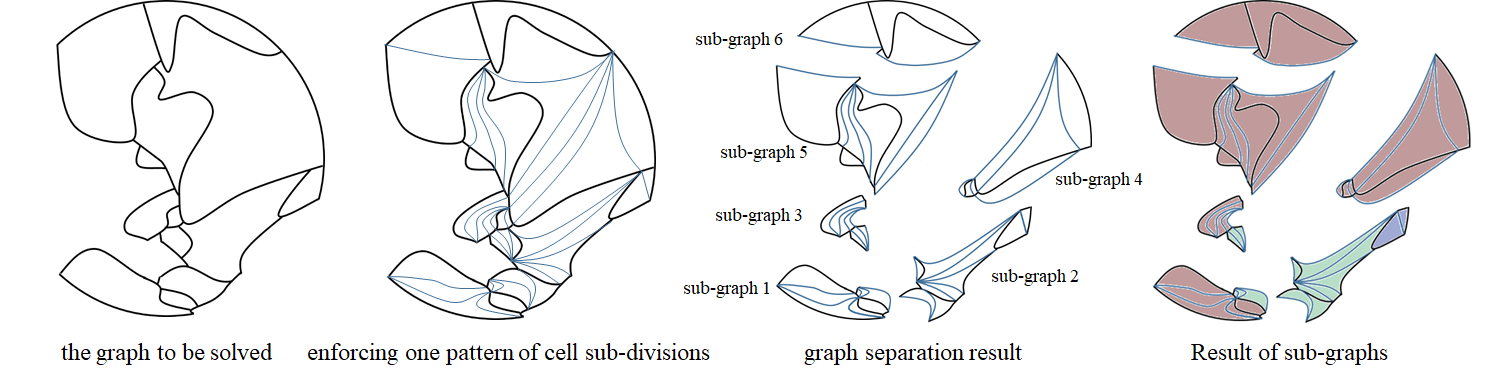 sub-graph 6
sub-graph 5
sub-graph 4
sub-graph 3
sub-graph 2
sub-graph 1
the graph to be solved
enforcing one pattern of cell sub-divisions
graph separation result
Result of sub-graphs